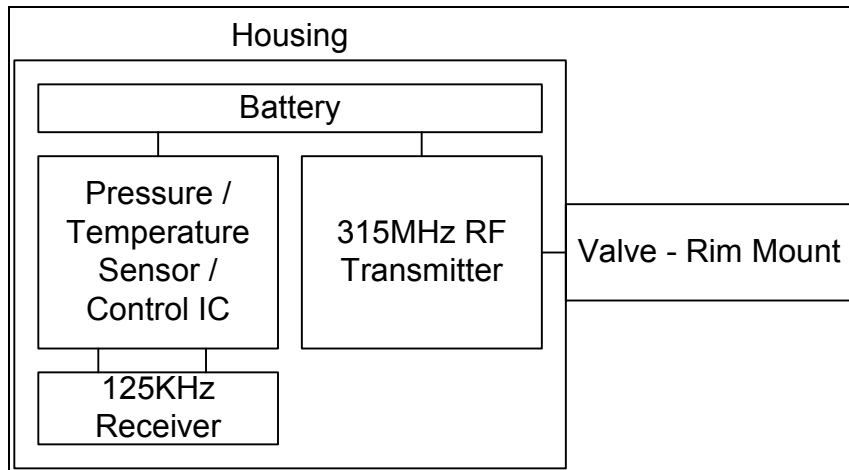 Housing
Battery
Pressure /
Temperature
Sensor /
Control IC
315MHz RF
Transmitter
Valve - Rim Mount
125KHz
Receiver